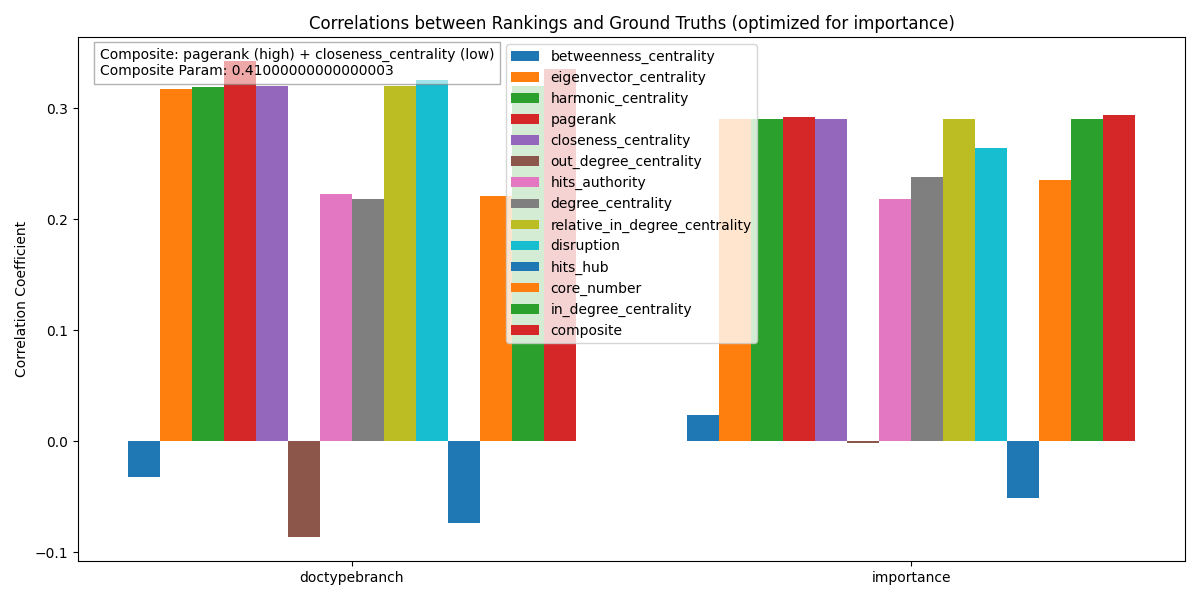 Correlations between Rankings and Ground Truths (optimized for importance)
Composite: pagerank (high) + closeness_centrality (low)
Composite Param: 0.41000000000000003
betweenness_centrality
eigenvector_centrality
harmonic_centrality
pagerank
closeness_centrality
out_degree_centrality
hits_authority
degree_centrality
relative_in_degree_centrality
disruption
hits_hub
core_number
in_degree_centrality
composite
Correlation Coefficient
0.3
0.2
0.1
0.0
−0.1
doctypebranch
importance